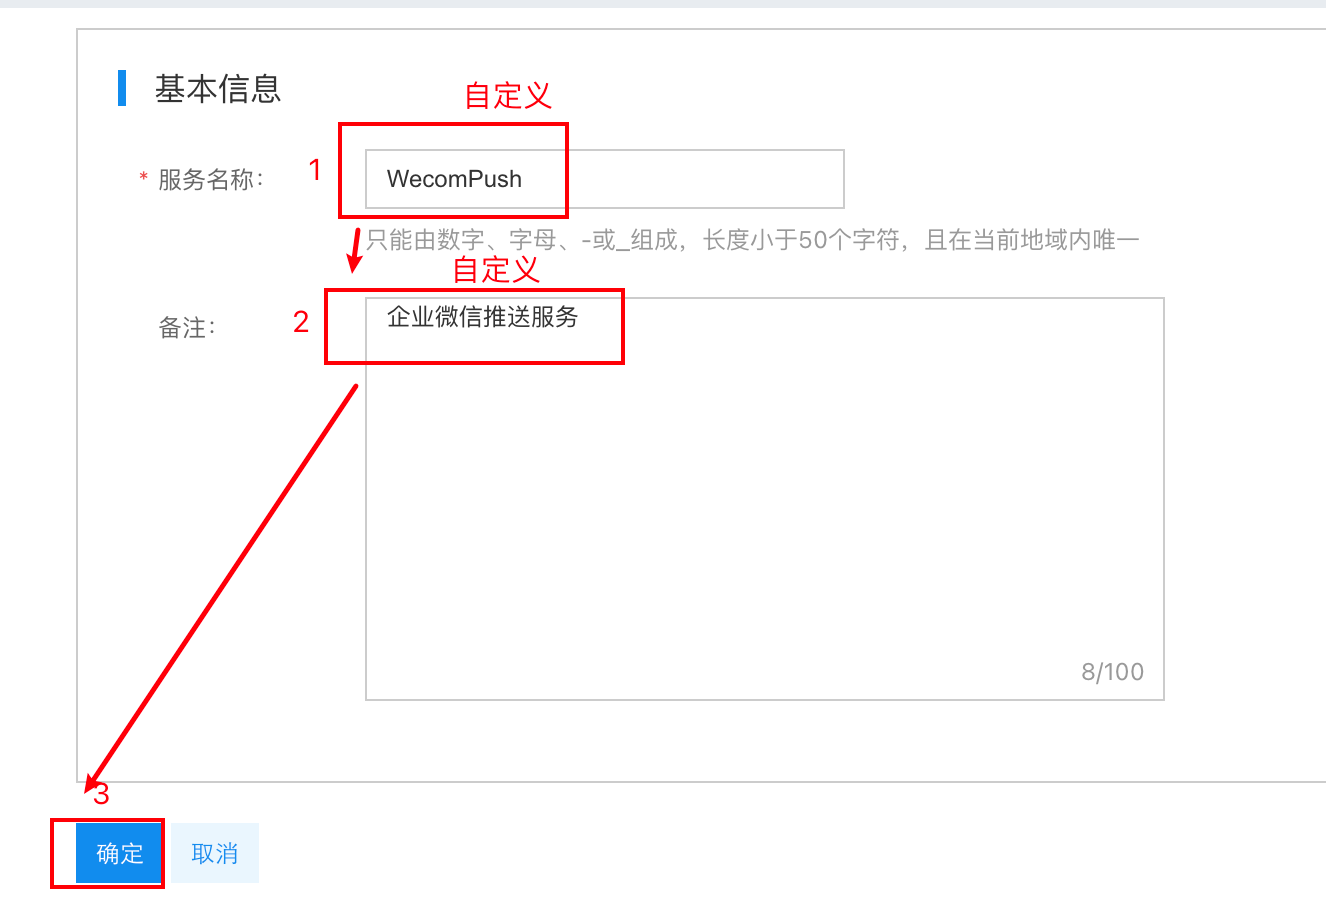 基本信息
自定义
* 服务名称：
1
WecomPush
只能由数字、字母、-或_组成，长度小于50个字符，且在当前地域内唯一
自定义
备注：
2
企业微信推送服务
8/100
3
确定
取消